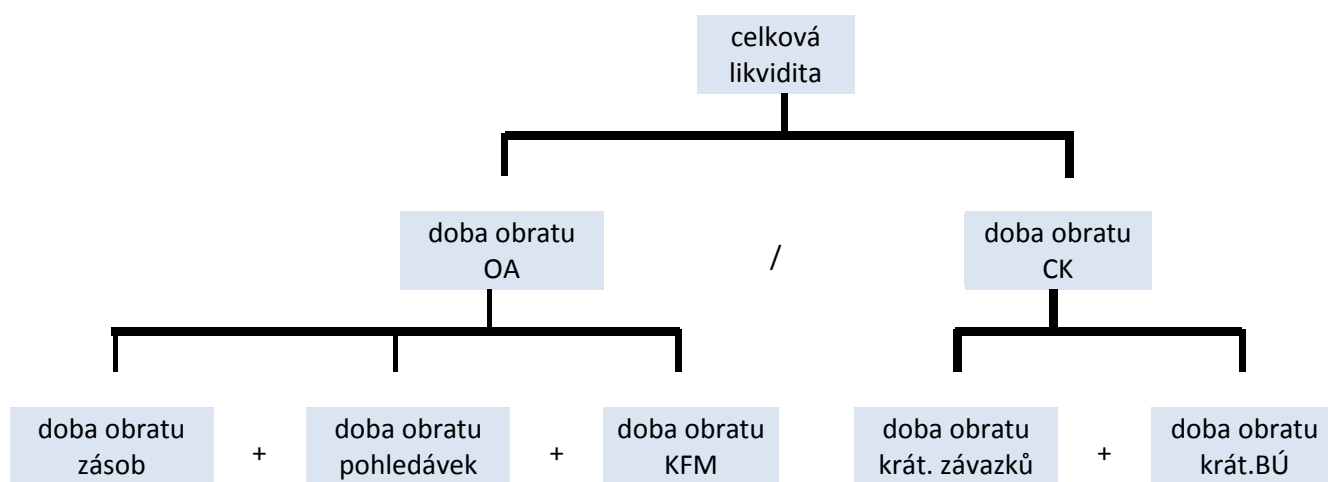 celková
likvidita
doba obratu
OA
/
doba obratu
CK
doba obratu
zásob
+
doba obratu
pohledávek
+
doba obratu
KFM
doba obratu
krát. závazků
+
doba obratu
krát.BÚ